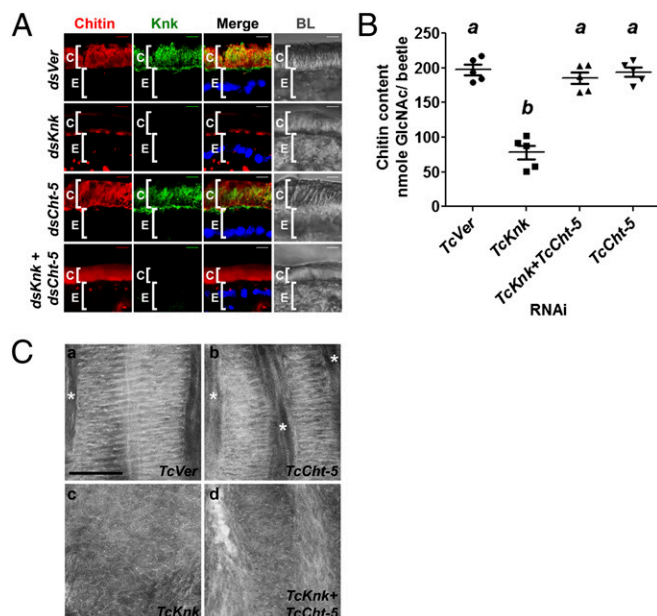 A
Chitin Knk Merge BL
dsVer
C C C C
E E E E
dsKnk
C C C C
E E E E
dsCht-5
C C C C
E E E E
dsKnk +
dsCht-5
C C C C
E E E E
B
Chitin content
nmole GlcNAc/ beetle
250
200
150
100
50
0
a b a a
TcVer TcKnk TcKnk+TcCht-5 TcCht-5
RNAi
C
a b
* * * *
TcVer TcCht-5
c d
TcKnk TcKnk+
TcCht-5